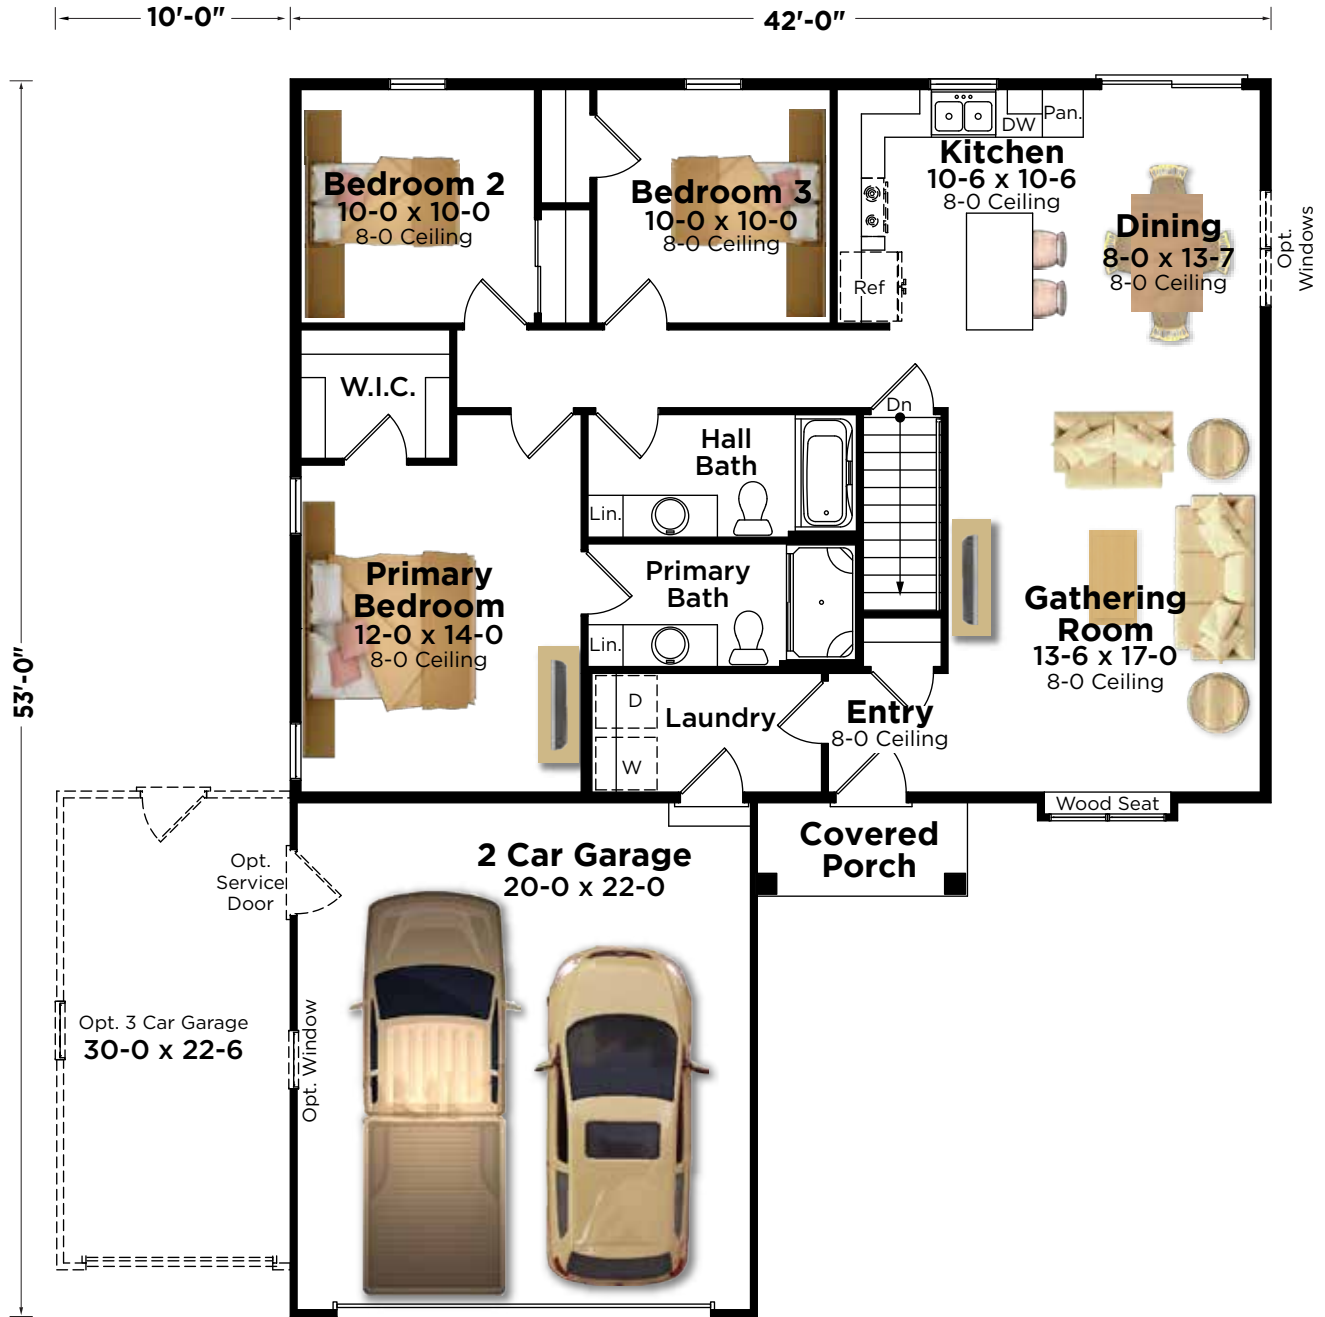 10'-0"
42'-0"
53'-0"
Bedroom 2
10-0 x 10-0
8-0 Ceiling
Bedroom 3
10-0 x 10-0
8-0 Ceiling
DW
Pan.
Kitchen
10-6 x 10-6
8-0 Ceiling
Ref
Dining
8-0 x 13-7
8-0 Ceiling
Opt.
Windows
W.I.C.
Dn
Hall
Bath
Lin.
Primary
Bedroom
12-0 x 14-0
8-0 Ceiling
Primary
Bath
Lin.
Gathering
Room
13-6 x 17-0
8-0 Ceiling
D
W
Laundry
Entry
8-0 Ceiling
Wood Seat
Covered
Porch
2 Car Garage
20-0 x 22-0
Opt.
Service
Door
Opt. Window
Opt. 3 Car Garage
30-0 x 22-6